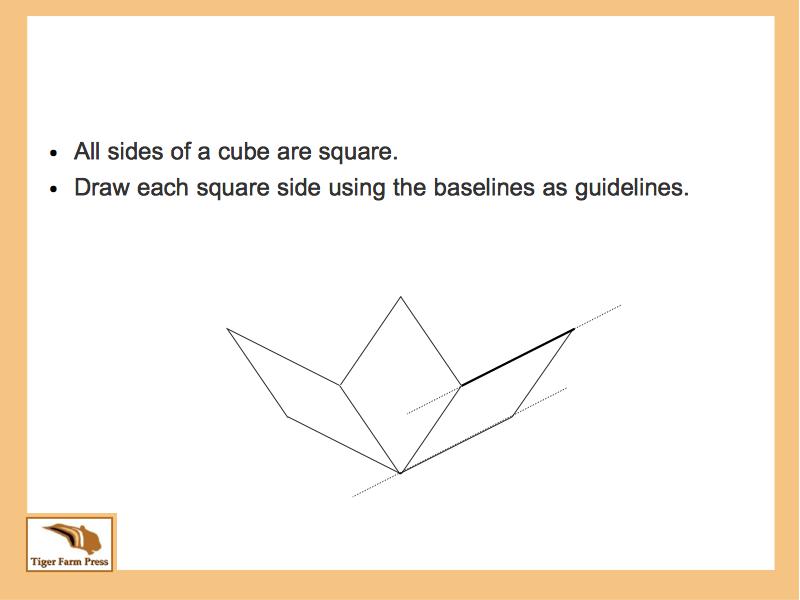 • All sides of a cube are square.
• Draw each square side using the baselines as guidelines.
Tiger Farm Press